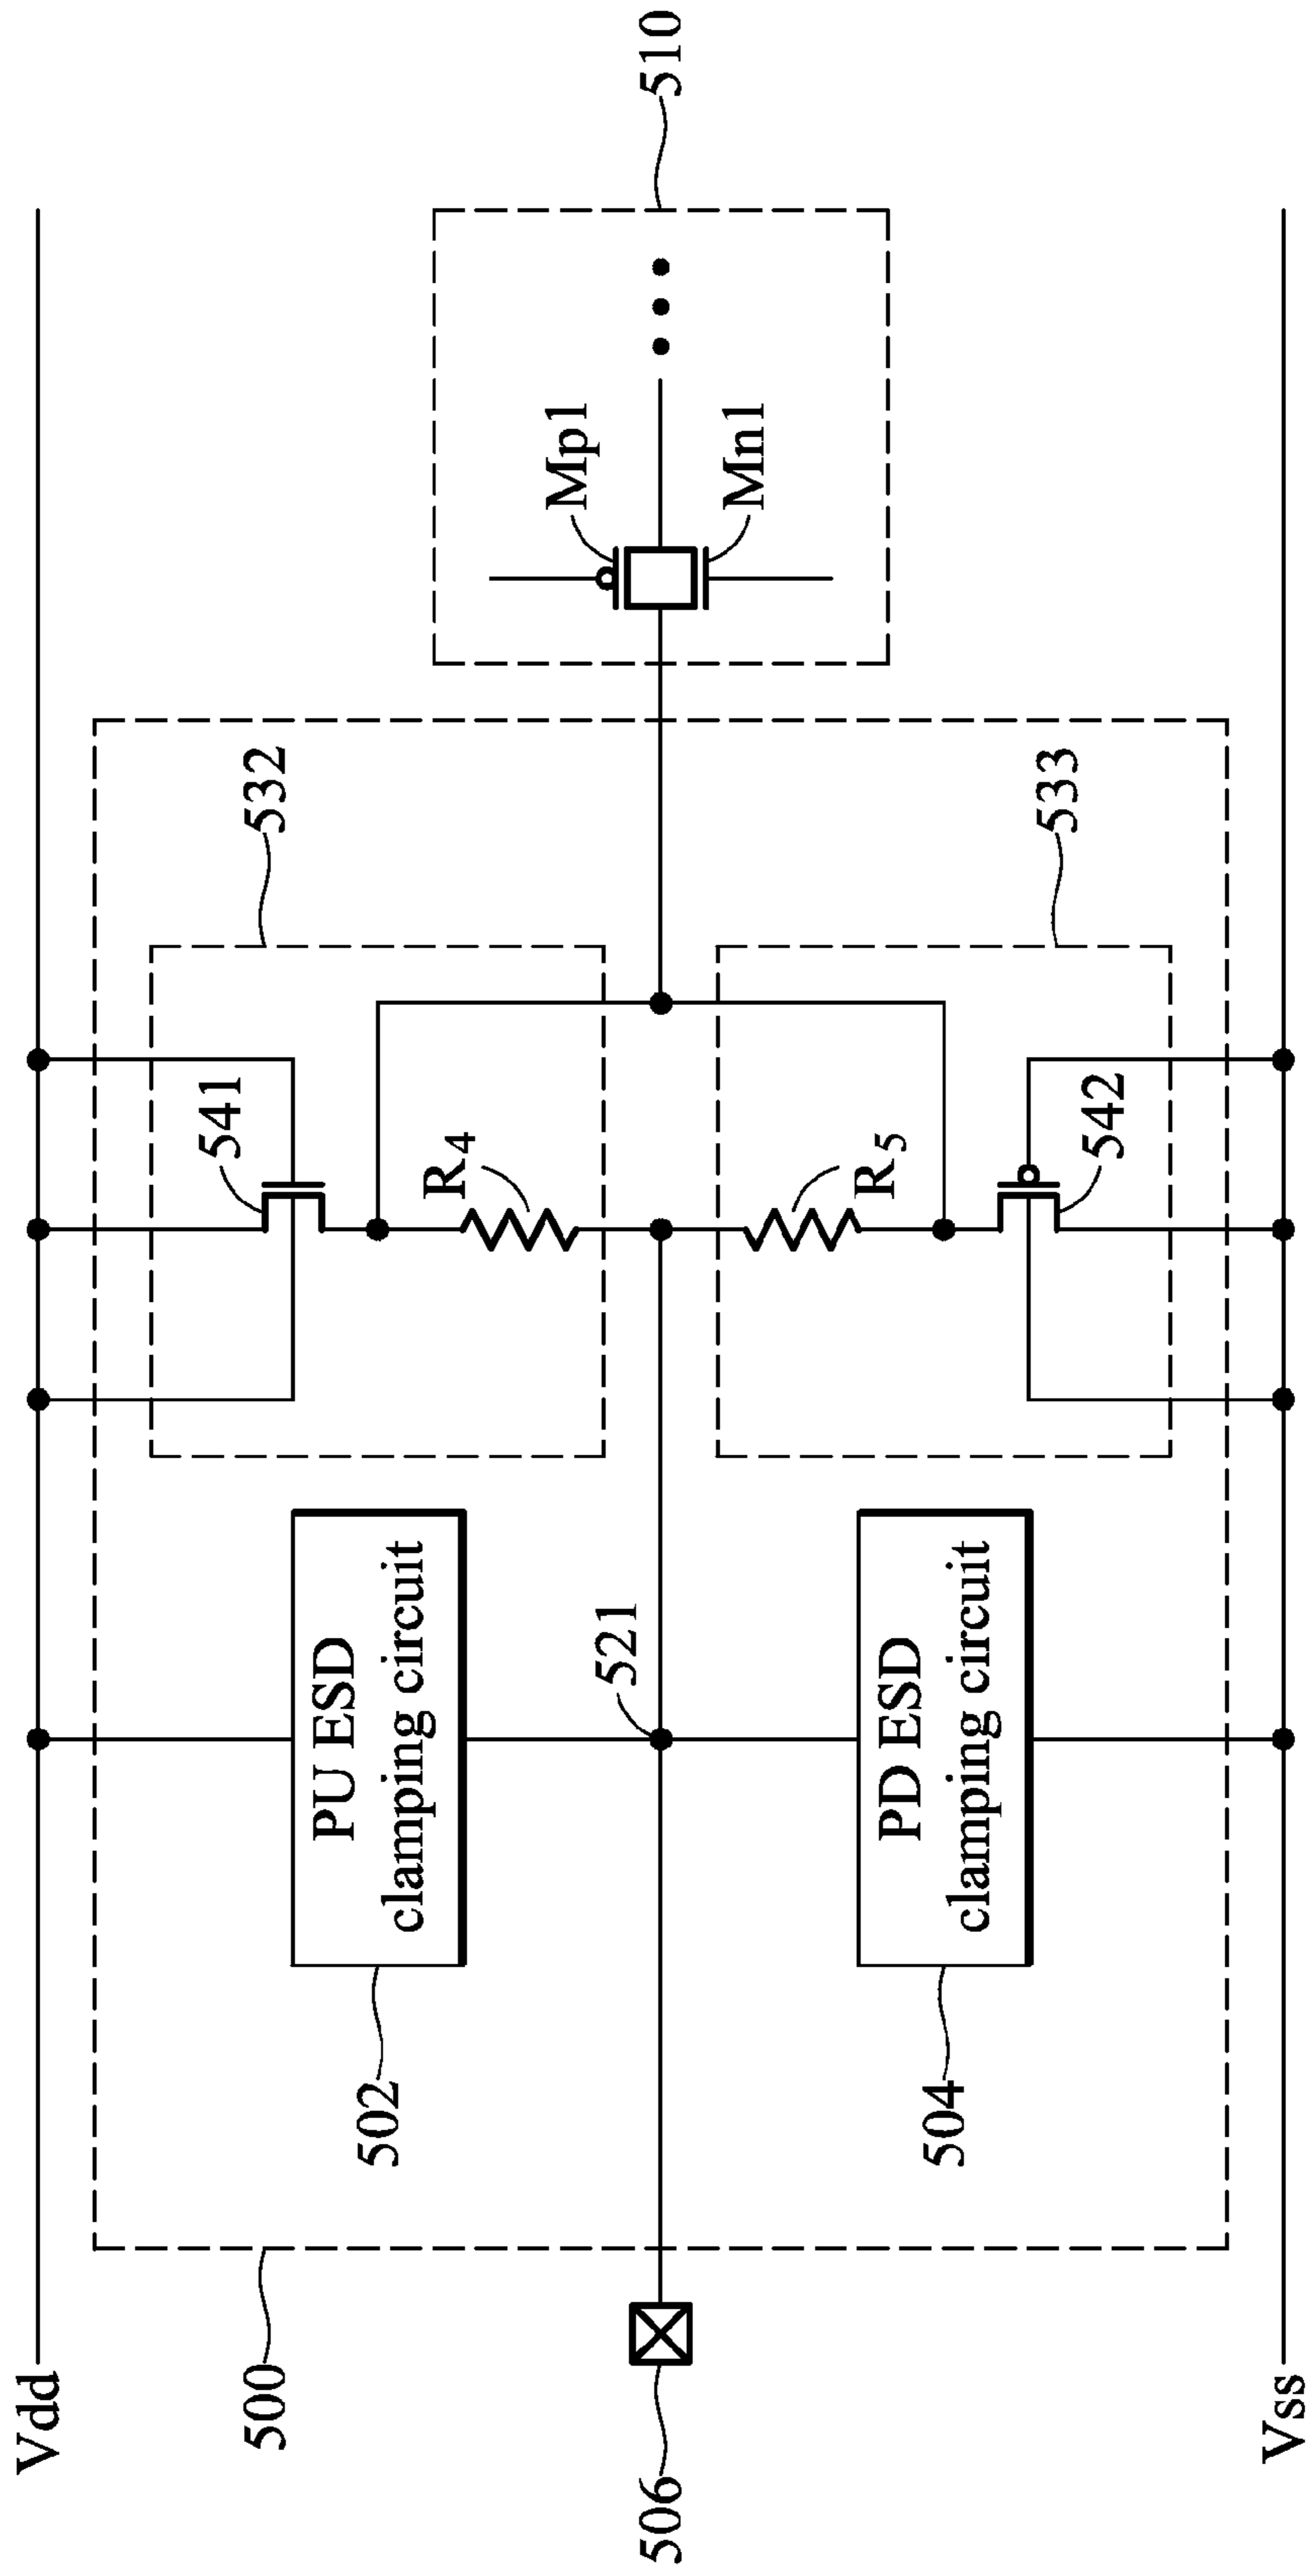 Vdd
500
532
541
R4
PU ESD
clamping circuit
502
521
506
Mp1
Mn1
510
533
R5
542
PD ESD
clamping circuit
504
Vss